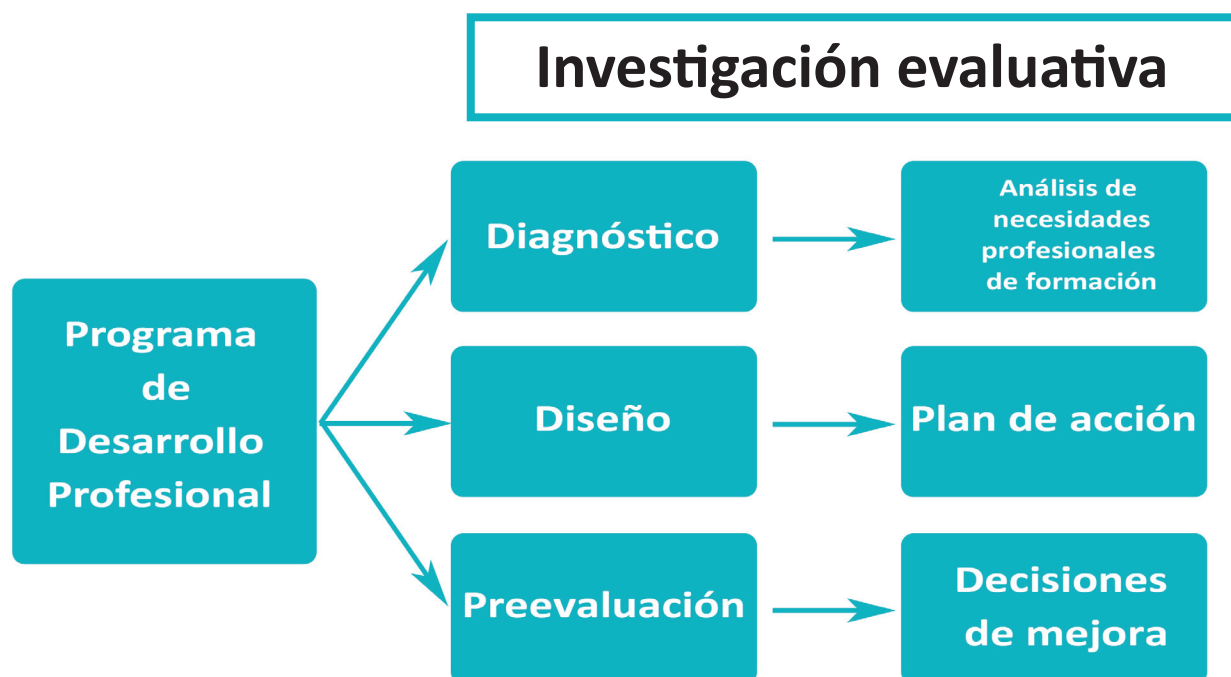 Investigación evaluativa
Programa
de
Desarrollo
Profesional
Diagnóstico
Análisis de
necesidades
profesionales
de formación
Diseño
Plan de acción
Preevaluación
Decisiones
de mejora